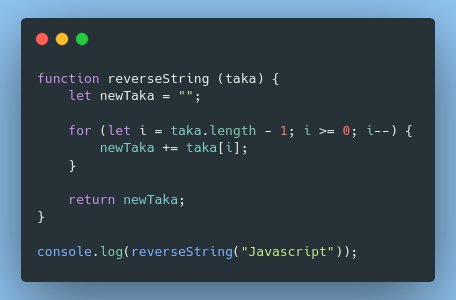 function reverseString (taka) {
    let newTaka = "";

    for (let i = taka.length - 1; i >= 0; i--) {
        newTaka += taka[i];
    }

    return newTaka;
}

console.log(reverseString("Javascript"));